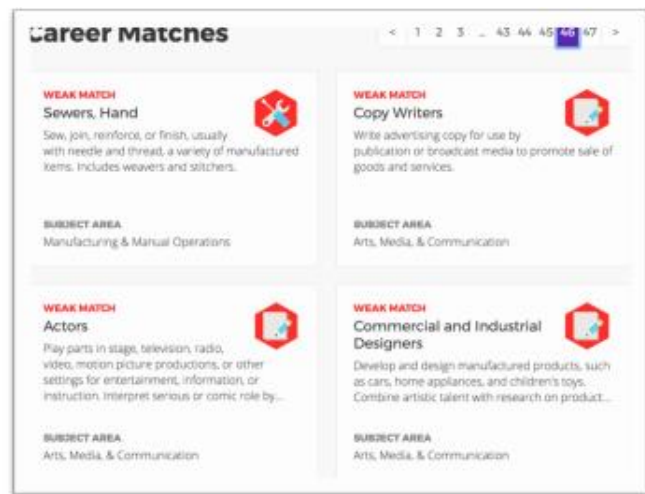 Career Matches
< 1 2 3 ... 43 44 45 46 47 >
WEAK MATCH
Sewers, Hand
Sew, join, reinforce, or finish, usually
with needle and thread, a variety of manufactured
items. Includes weavers and stitchers.
SUBJECT AREA
Manufacturing & Manual Operations
WEAK MATCH
Copy Writers
Write advertising copy for use by
publication or broadcast media to promote sale of
goods and services.
SUBJECT AREA
Arts, Media, & Communication
WEAK MATCH
Actors
Play parts in stage, television, radio,
video, motion picture productions, or other
settings for entertainment, information, or
instruction. Interpret serious or comic role by...
SUBJECT AREA
Arts, Media, & Communication
WEAK MATCH
Commercial and Industrial
Designers
Develop and design manufactured products, such
as cars, home appliances, and children's toys.
Combine artistic talent with research on product...
SUBJECT AREA
Arts, Media, & Communication